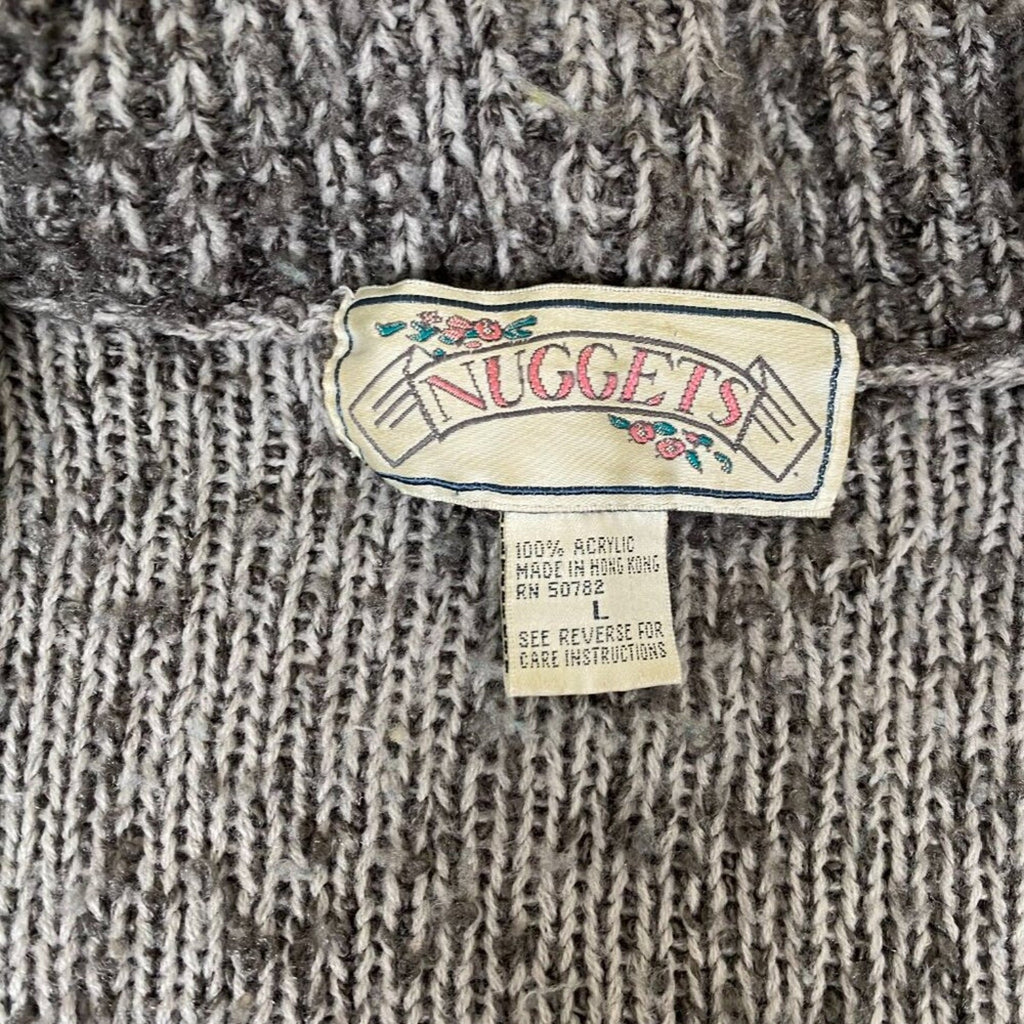 NUGGETS
100% ACRYLIC
MADE IN HONG KONG
RN 50782
L
SEE REVERSE FOR
CARE INSTRUCTIONS